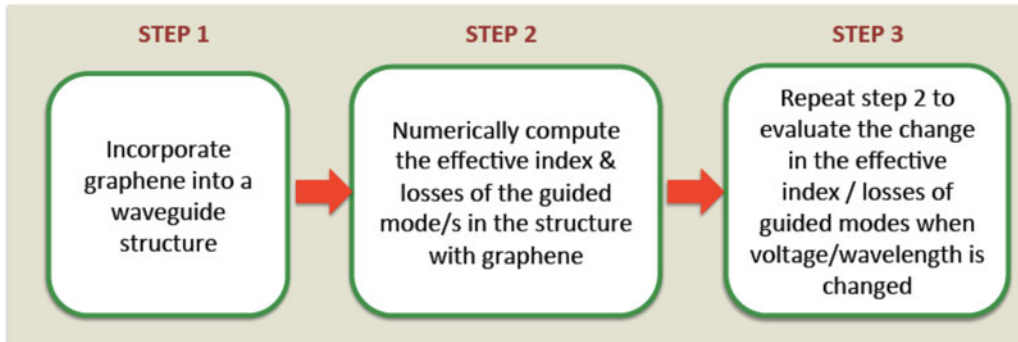 STEP 1
Incorporate
graphene into a
waveguide
structure
STEP 2
Numerically compute
the effective index &
losses of the guided
mode/s in the structure
with graphene
STEP 3
Repeat step 2 to
evaluate the change
in the effective
index / losses of
guided modes when
voltage/wavelength is
changed